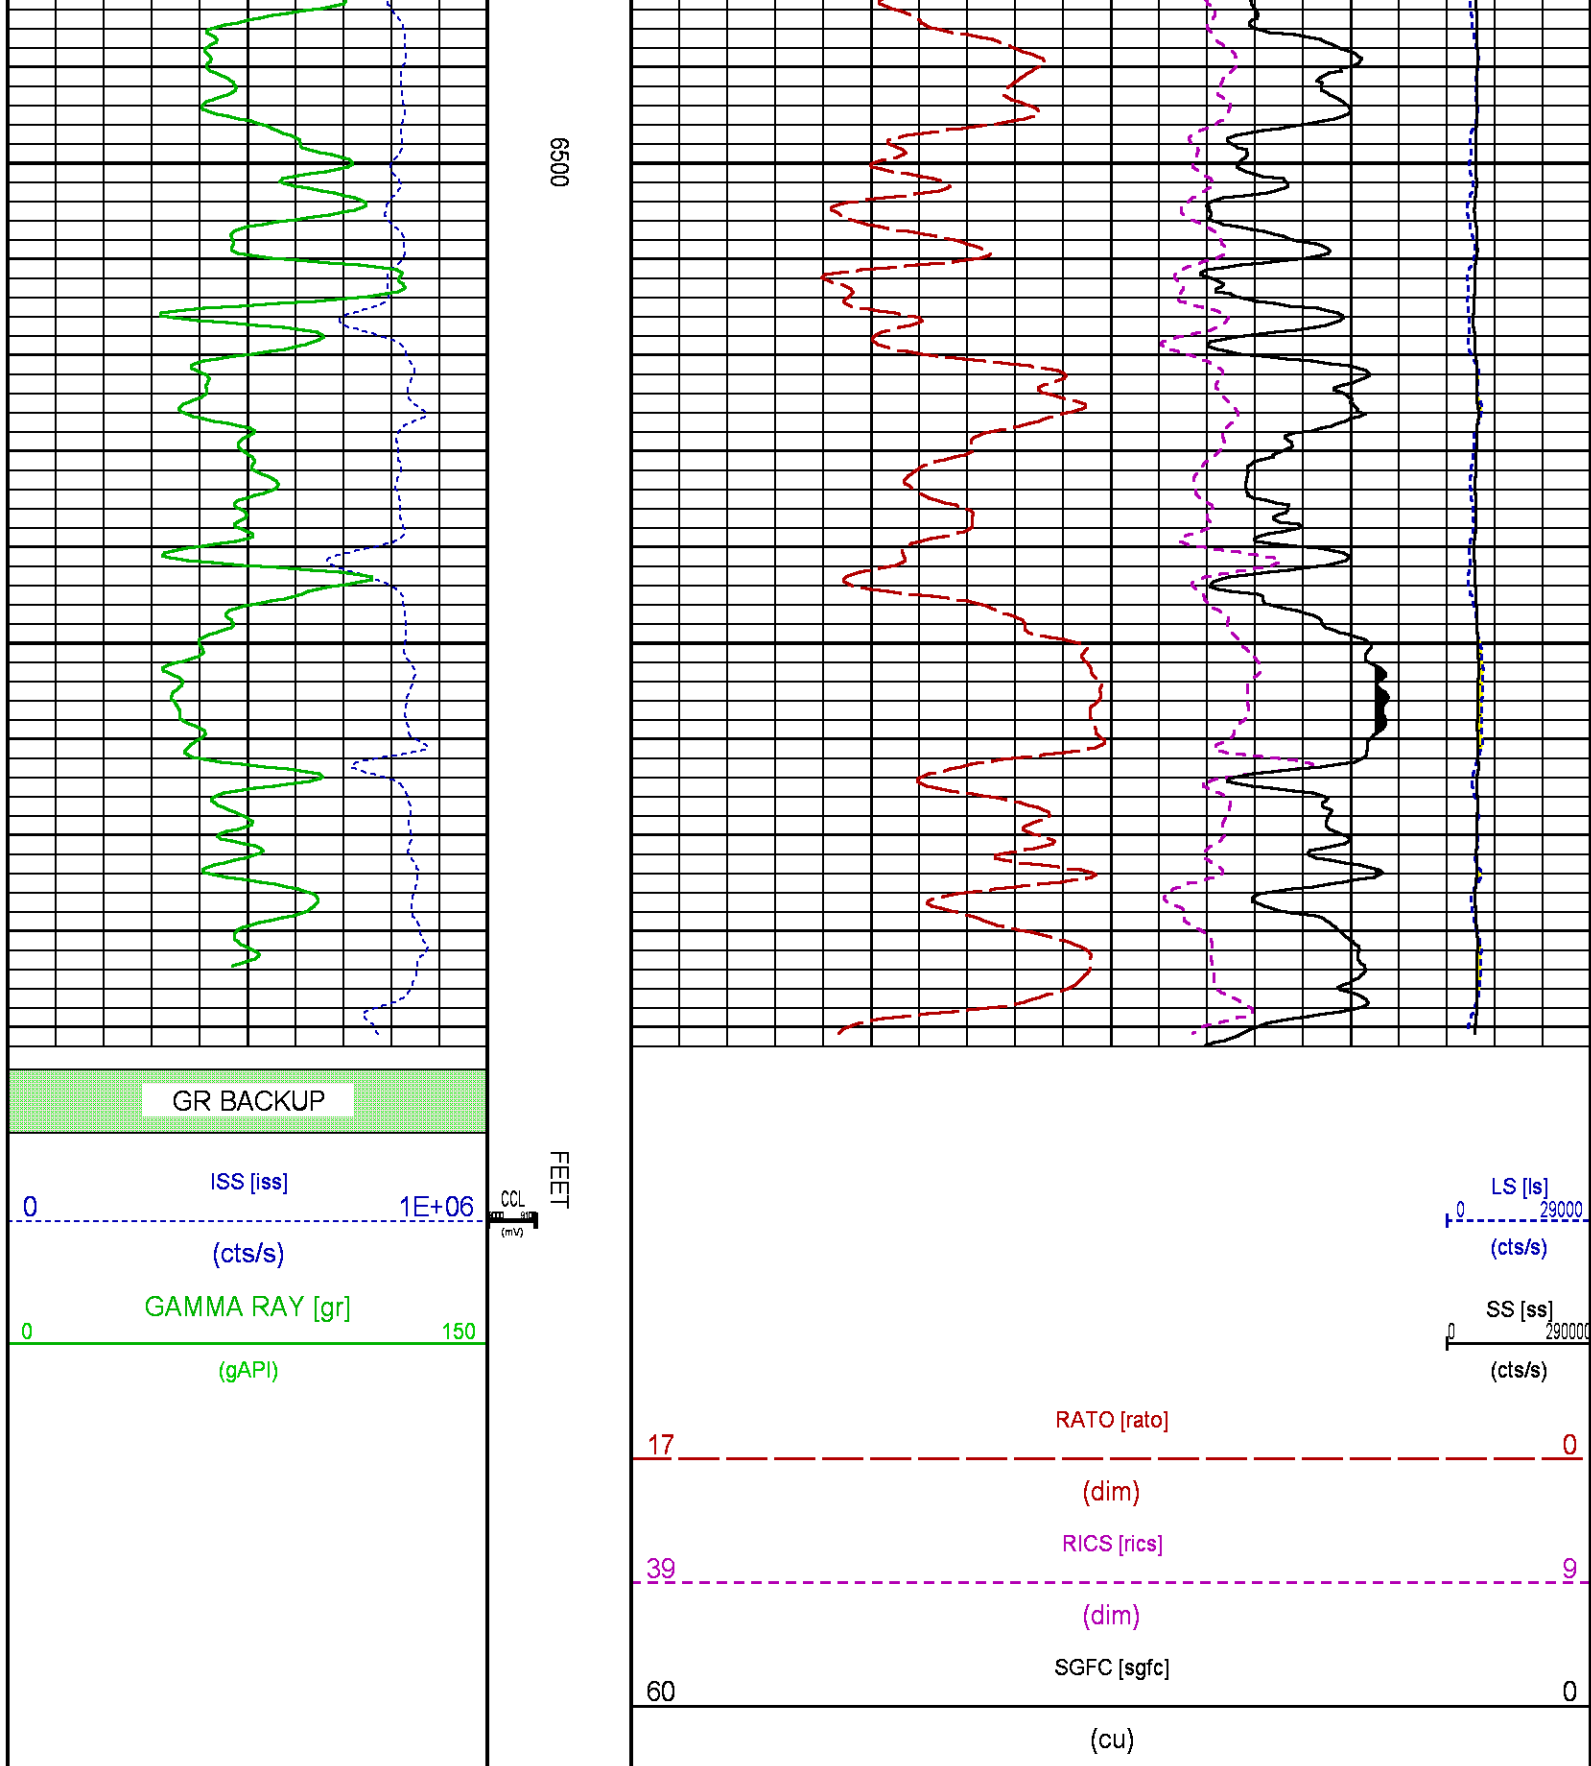 6500
GR BACKUP
FEET
ISS [iss]
0 1E+06
(cts/s)
CCL
(mV)
GAMMA RAY [gr]
0 150
(gAPI)
LS [ls]
0 29000
(cts/s)
SS [ss]
0 290000
(cts/s)
RATO [rato]
17 0
(dim)
RICS [rics]
39 9
(dim)
SGFC [sgfc]
60 0
(cu)